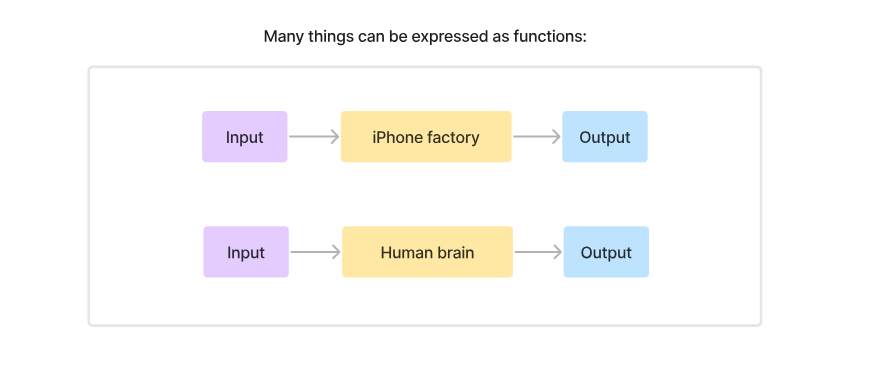 Many things can be expressed as functions:
Input
iPhone factory
Output
Input
Human brain
Output